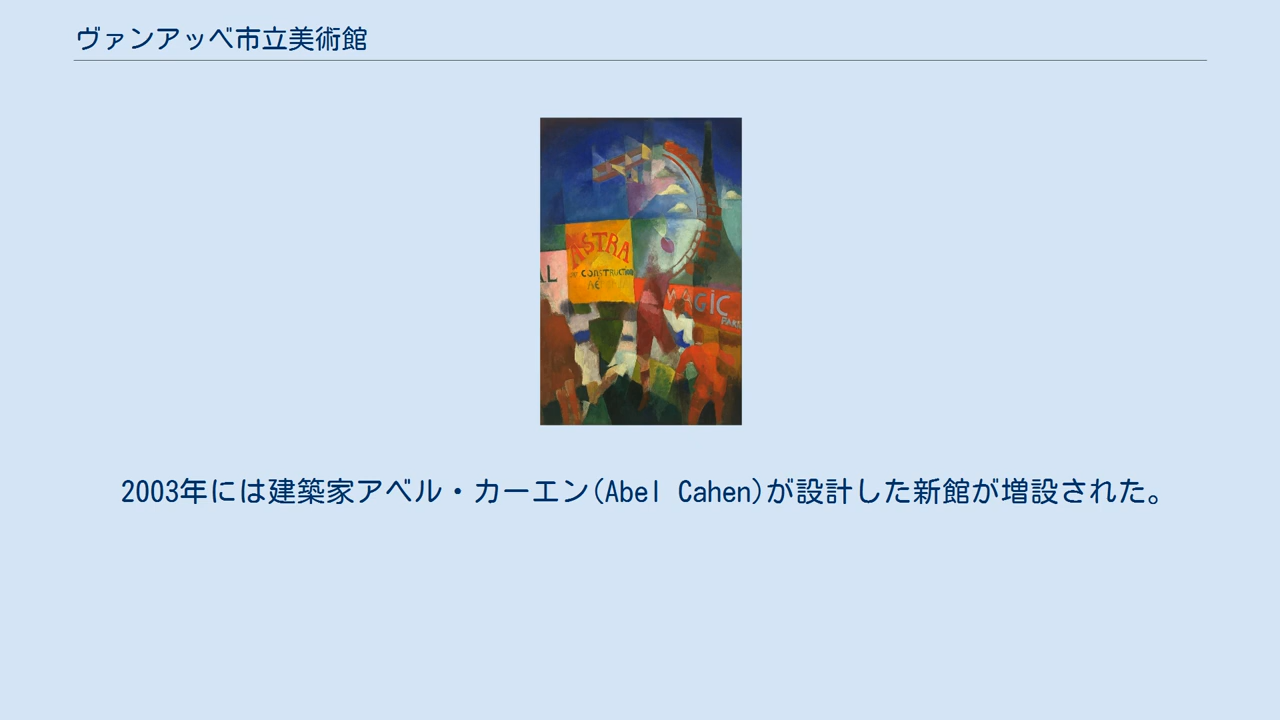 ヴァンアッベ市立美術館
ASTRA
CONSTRUCTION
AE
AL
MAGIC
PARIS
2003年には建築家アベル・カーエン(Abel Cahen)が設計した新館が増設された。